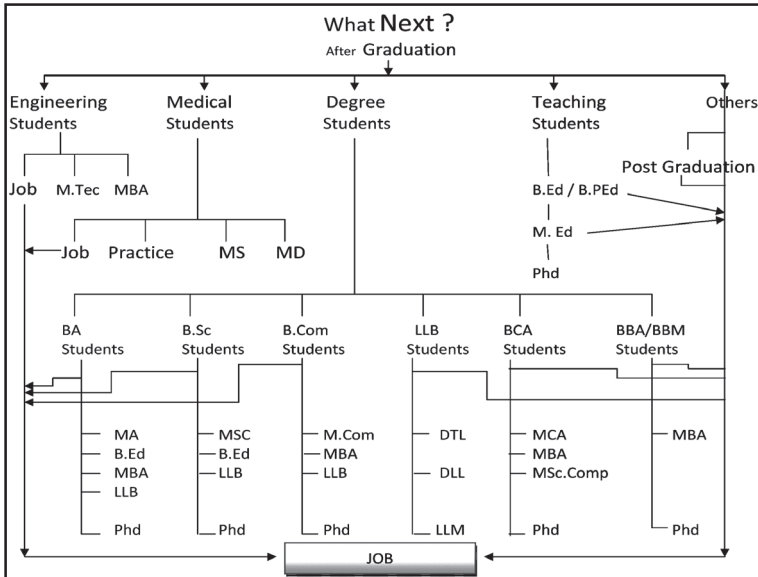 What Next ?
After Graduation
Engineering
Students
Medical
Students
Degree
Students
Teaching
Students
Others
Post Graduation
Job
M.Tec
MBA
B.Ed / B.PEd
M. Ed
Phd
Job
Practice
MS
MD
BA
Students
B.Sc
Students
B.Com
Students
LLB
Students
BCA
Students
BBA/BBM
Students
MA
B.Ed
MBA
LLB
Phd
MSC
B.Ed
LLB
Phd
M.Com
MBA
LLB
Phd
DTL
DLL
LLM
MCA
MBA
MSc.Comp
Phd
MBA
Phd
JOB